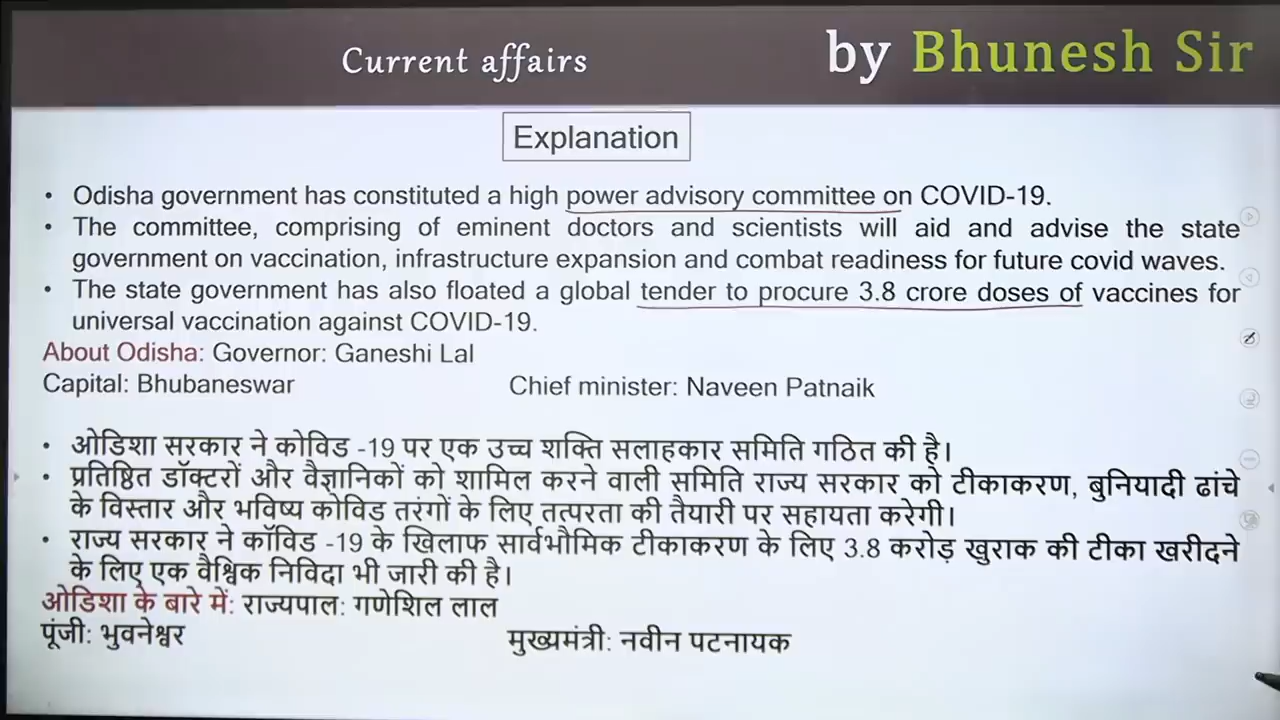 Current affairs
by Bhunesh Sir
Explanation
• Odisha government has constituted a high power advisory committee on COVID-19.
• The committee, comprising of eminent doctors and scientists will aid and advise the state
government on vaccination, infrastructure expansion and combat readiness for future covid waves.
• The state government has also floated a global tender to procure 3.8 crore doses of vaccines for
universal vaccination against COVID-19.
About Odisha: Governor: Ganeshi Lal
Capital: Bhubaneswar Chief minister: Naveen Patnaik
• ओडिशा सरकार ने कोविड -19 पर एक उच्च शक्ति सलाहकार समिति गठित की है।
• प्रतिष्ठित डॉक्टरों और वैज्ञानिकों को शामिल करने वाली समिति राज्य सरकार को टीकाकरण, बुनियादी ढांचे
के विस्तार और भविष्य कोविड तरंगों के लिए तत्परता की तैयारी पर सहायता करेगी।
• राज्य सरकार ने कॉविड -19 के खिलाफ सार्वभौमिक टीकाकरण के लिए 3.8 करोड़ खुराक की टीका खरीदने
के लिए एक वैश्विक निविदा भी जारी की है।
ओडिशा के बारे में: राज्यपाल: गणेशिल लाल
पूंजी: भुवनेश्वर मुख्यमंत्री: नवीन पटनायक